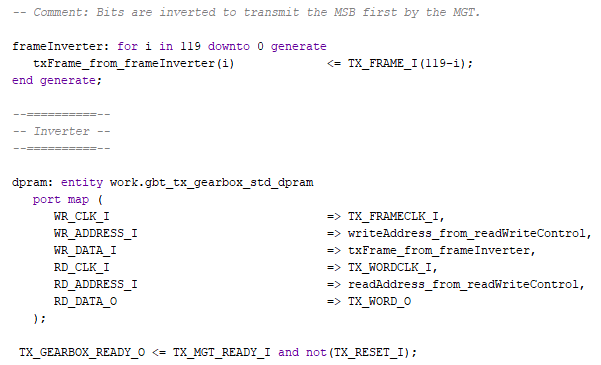 -- Comment: Bits are inverted to transmit the MSB first by the MGT.
frameInverter: for i in 119 downto 0 generate
txFrame_from_frameInverter(i) <= TX_FRAME_I(119-i);
end generate;
--==========--
-- Inverter --
--==========--
dpram: entity work.gbt_tx_gearbox_std_dpram
port map (
WR_CLK_I => TX_FRAMECLK_I,
WR_ADDRESS_I => writeAddress_from_readWriteControl,
WR_DATA_I => txFrame_from_frameInverter,
RD_CLK_I => TX_WORDCLK_I,
RD_ADDRESS_I => readAddress_from_readWriteControl,
RD_DATA_O => TX_WORD_O
);
TX_GEARBOX_READY_O <= TX_MGT_READY_I and not(TX_RESET_I);